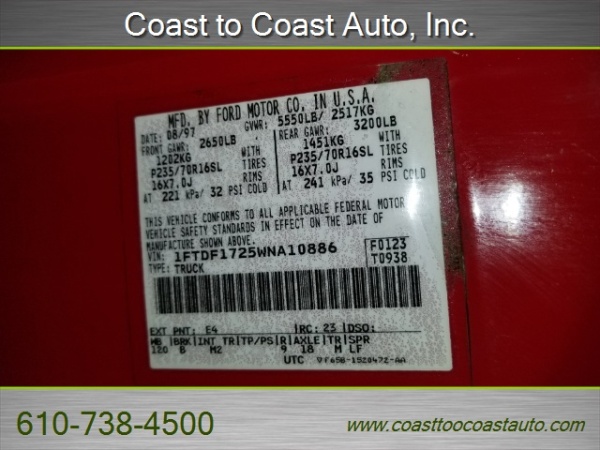 Coast to Coast Auto, Inc.
MFD. BY FORD MOTOR CO. IN U.S.A.
DATE: 08/97 GVWR: 5550LB/ 2517KG
FRONT GAWR: 2650LB REAR GAWR: 3200LB
1202KG WITH 1451KG WITH
P235/70R16SL TIRES P235/70R16SL TIRES
16X7.0J RIMS 16X7.0J RIMS
AT 221 kPa/ 32 PSI COLD AT 241 kPa/ 35 PSI COLD
THIS VEHICLE CONFORMS TO ALL APPLICABLE FEDERAL MOTOR
VEHICLE SAFETY STANDARDS IN EFFECT ON THE DATE OF
MANUFACTURE SHOWN ABOVE.
VIN: 1FTDF1725WNA10886 F0123
TYPE: TRUCK T0938
EXT PNT: E4 RC: 23 DSO:
WB BRK INT TR TP/PS R AXLE TR SPR
120 B M2 9 18 M LF
UTC F65B-1520472-AA
610-738-4500
www.coasttoocoastauto.com